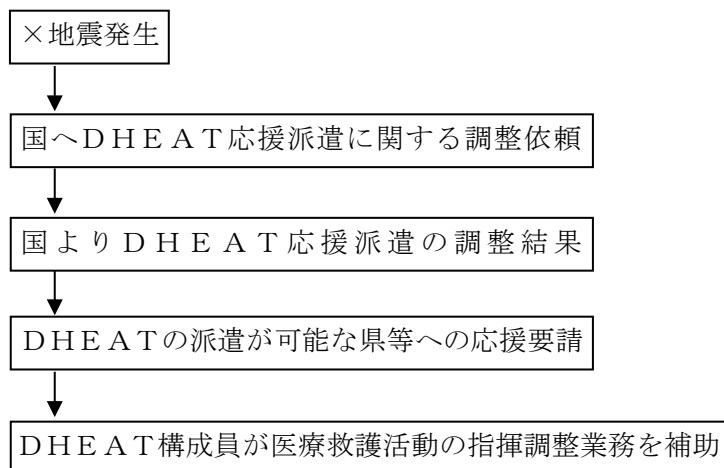 ×地震発生
国へDHEAT応援派遣に関する調整依頼
国よりDHEAT応援派遣の調整結果
DHEATの派遣が可能な県等への応援要請
DHEAT構成員が医療救護活動の指揮調整業務を補助